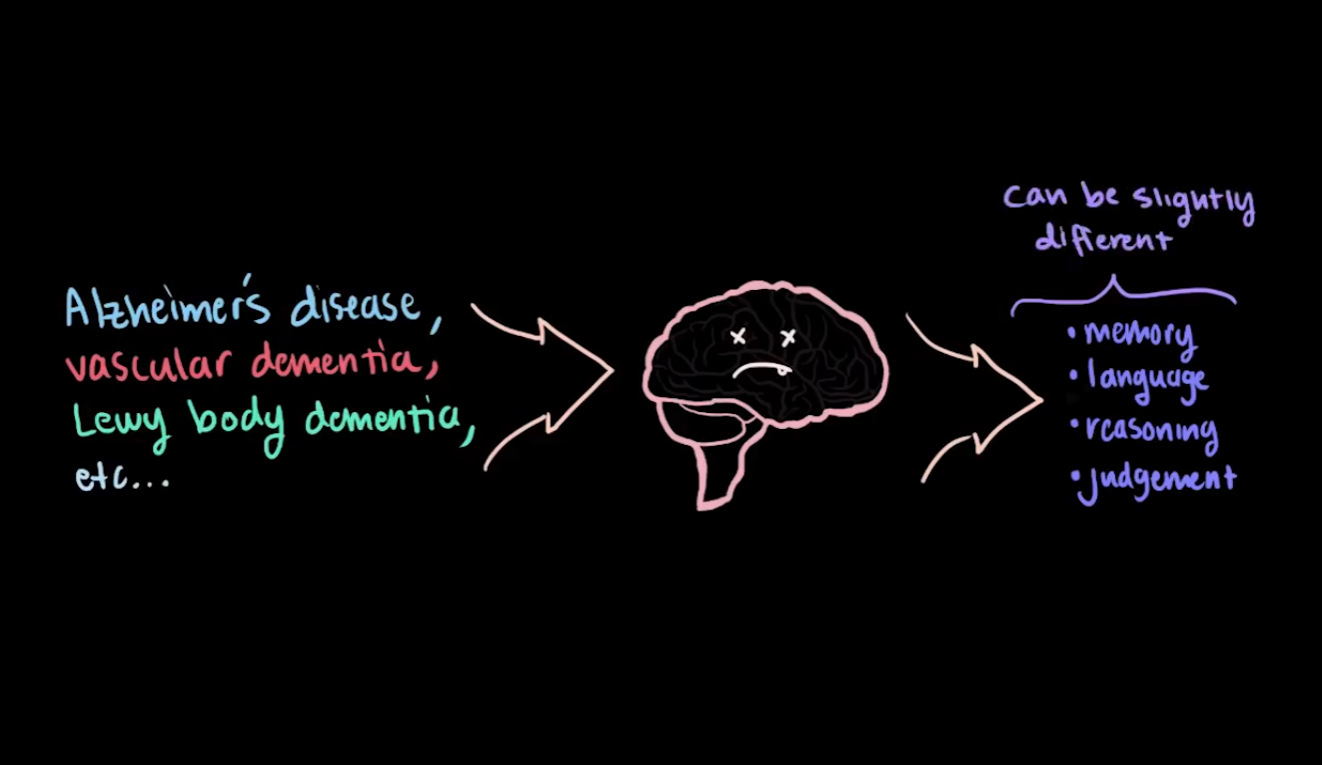 Alzheimer's disease,
vascular dementia,
Lewy body dementia,
etc...
can be slightly
different
• memory
• language
• reasoning
• judgement